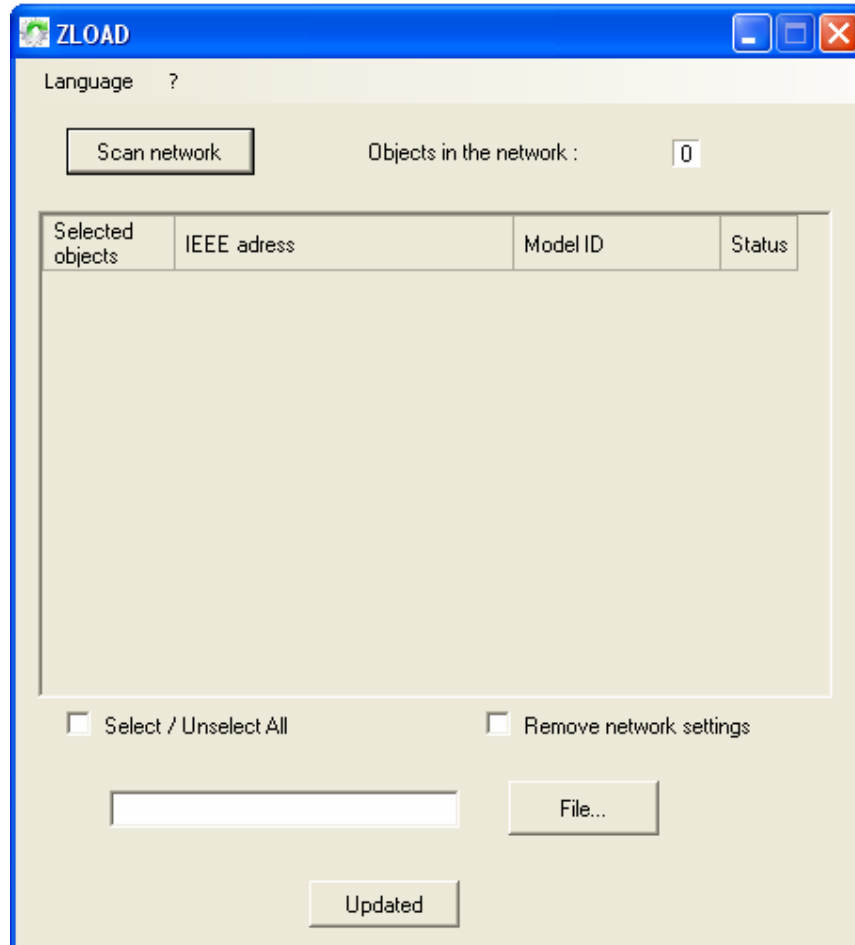 ZLOAD
Language ?
Scan network Objects in the network : 0
Selected objects IEEE adress Model ID Status
Select / Unselect All Remove network settings
File...
Updated